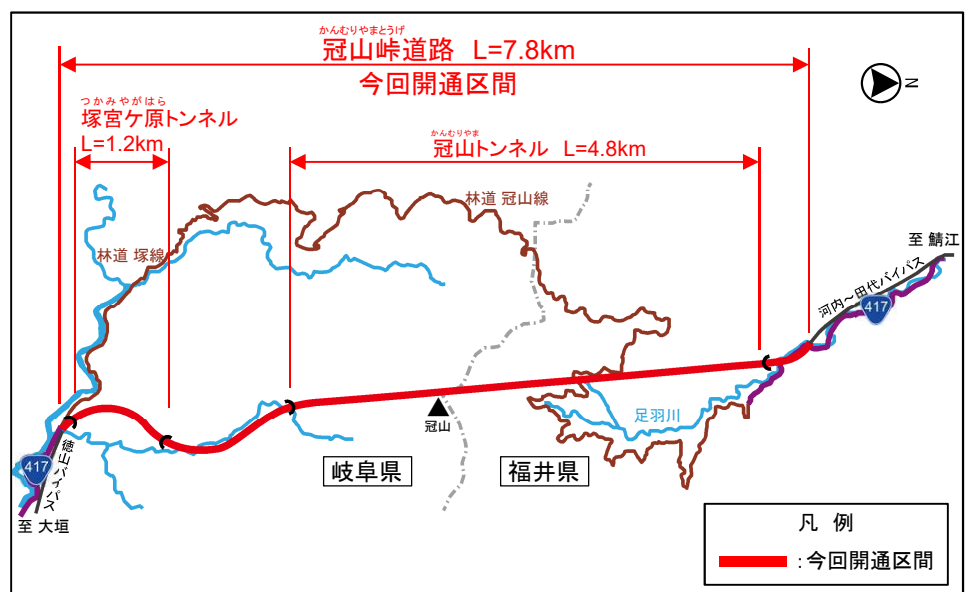 かんむりやまとうげ
冠山峠道路 L=7.8km
今回開通区間
つかみやがはら
塚宮ケ原トンネル
L=1.2km
かんむりやま
冠山トンネル L=4.8km
N
林道 冠山線
林道 塚線
至 鯖江
河内～田代バイパス
417
足羽川
冠山
岐阜県
福井県
徳山バイパス
417
至 大垣
凡 例
：今回開通区間